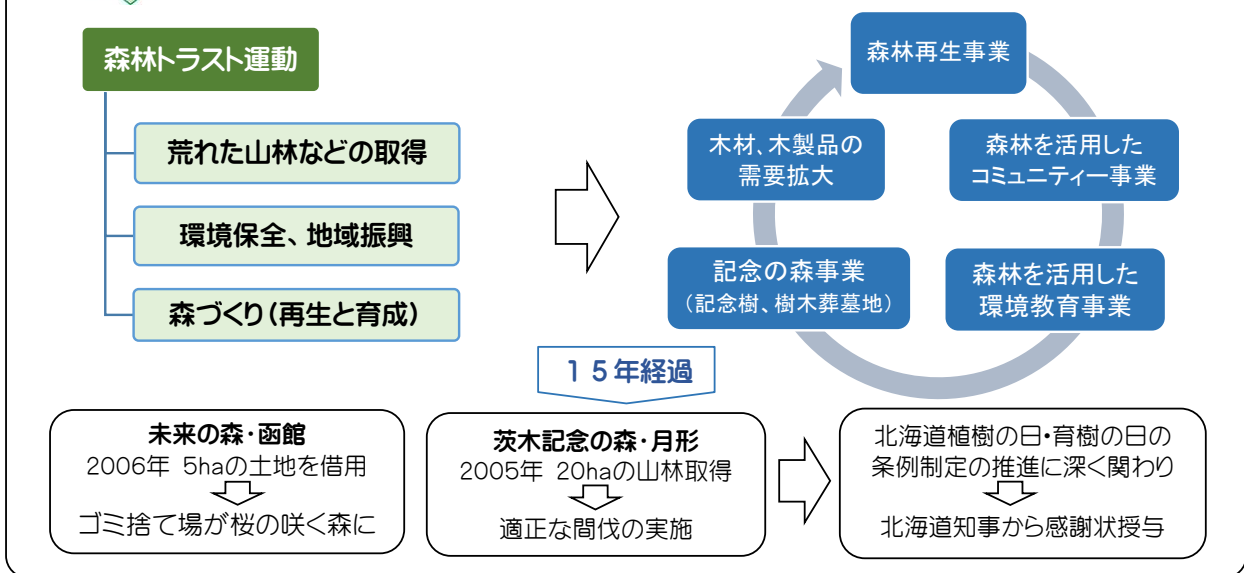 森林トラスト運動
荒れた山林などの取得
環境保全、地域振興
森づくり(再生と育成)
森林再生事業
森林を活用した
コミュニティー事業
森林を活用した
環境教育事業
記念の森事業
(記念樹、樹木葬墓地)
木材、木製品の
需要拡大
15年経過
未来の森・函館
2006年 5haの土地を借用
ゴミ捨て場が桜の咲く森に
茨木記念の森・月形
2005年 20haの山林取得
適正な間伐の実施
北海道植樹の日・育樹の日の
条例制定の推進に深く関わり
北海道知事から感謝状授与